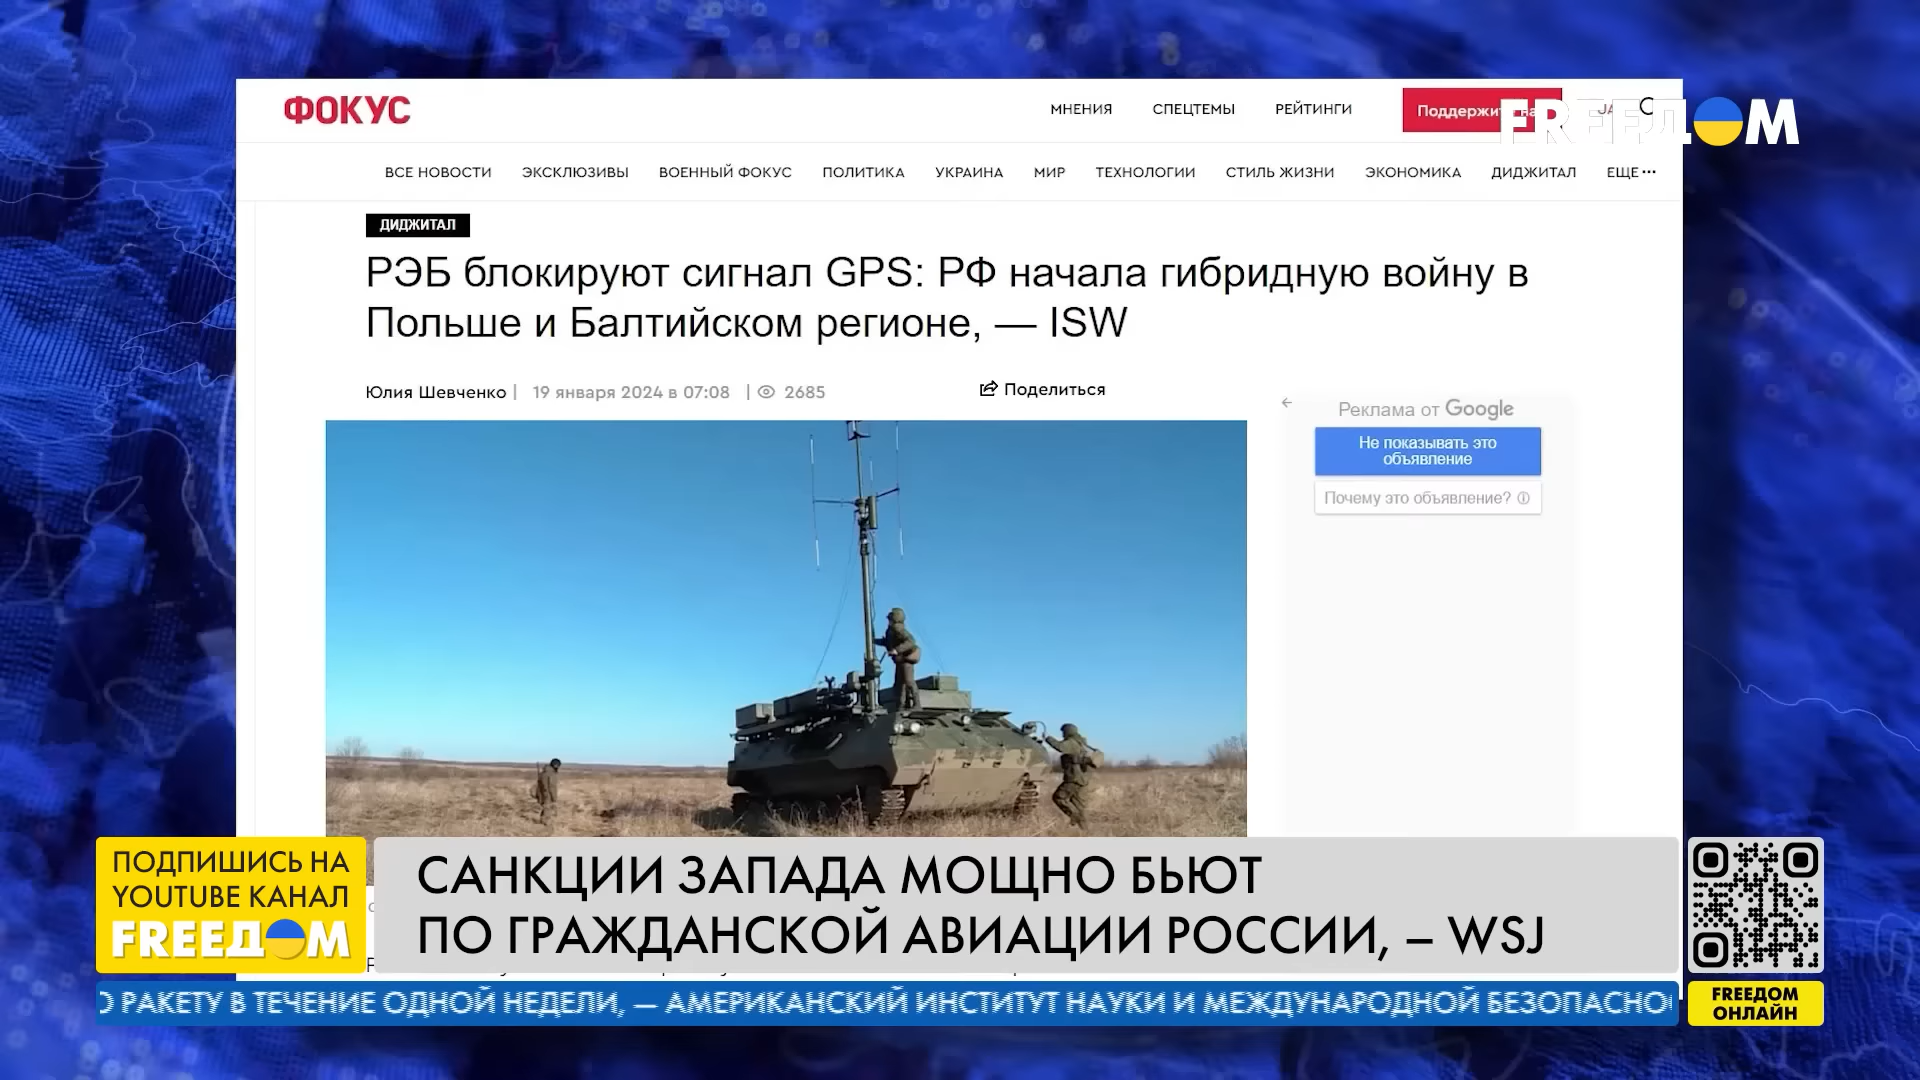 ФОКУС
МНЕНИЯ СПЕЦТЕМЫ РЕЙТИНГИ
FREEДОМ
ВСЕ НОВОСТИ ЭКСКЛЮЗИВЫ ВОЕННЫЙ ФОКУС ПОЛИТИКА УКРАИНА МИР ТЕХНОЛОГИИ СТИЛЬ ЖИЗНИ ЭКОНОМИКА ДИДЖИТАЛ ЕЩЕ •••
ДИДЖИТАЛ
РЭБ блокируют сигнал GPS: РФ начала гибридную войну в
Польше и Балтийском регионе, — ISW
Юлия Шевченко | 19 января 2024 в 07:08 | 2685
Поделиться
Реклама от Google
Не показывать это
объявление
Почему это объявление?
ПОДПИШИСЬ НА
YOUTUBE КАНАЛ
FREEДОМ
САНКЦИИ ЗАПАДА МОЩНО БЬЮТ
ПО ГРАЖДАНСКОЙ АВИАЦИИ РОССИИ, – WSJ
РАКЕТУ В ТЕЧЕНИЕ ОДНОЙ НЕДЕЛИ, — АМЕРИКАНСКИЙ ИНСТИТУТ НАУКИ И МЕЖДУНАРОДНОЙ
FREEДОМ
ОНЛАЙН